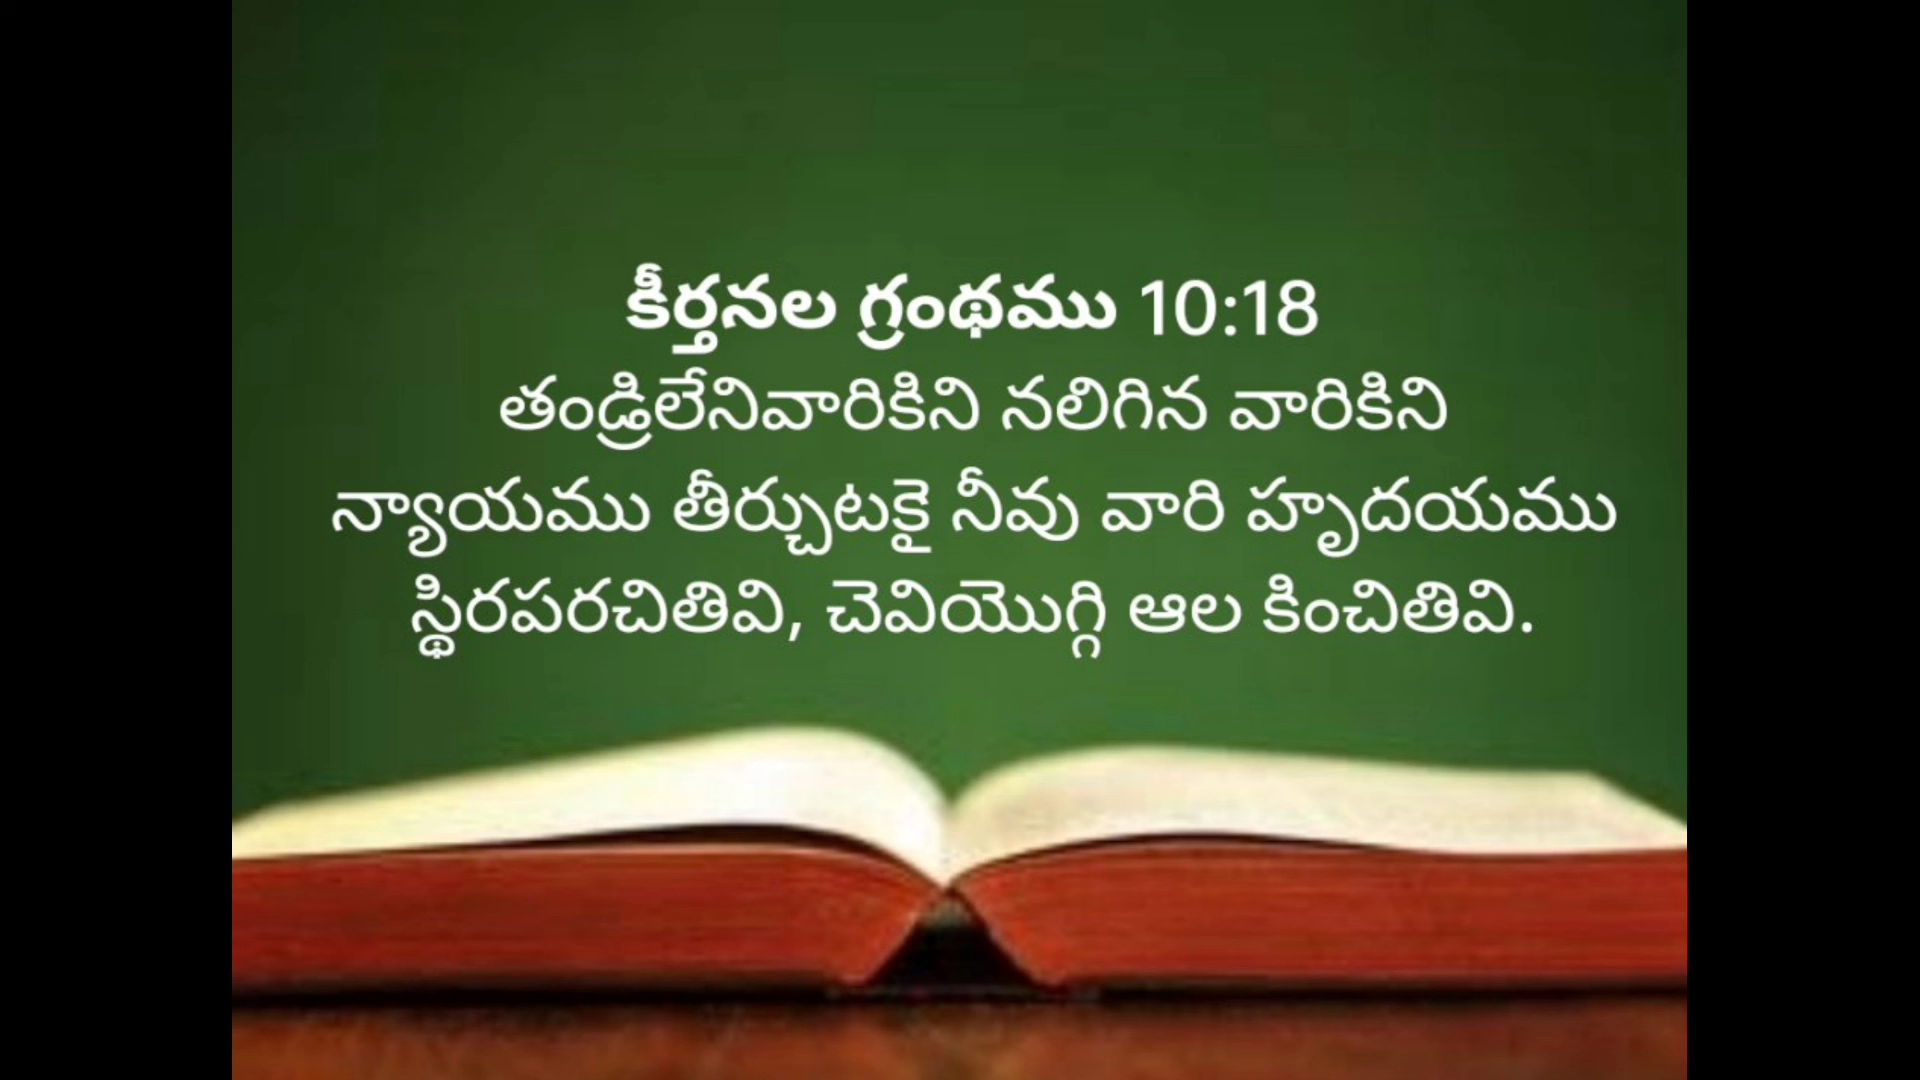 కీర్తనల గ్రంథము 10:18
తండ్రిలేనివారికిని నలిగిన వారికిని
న్యాయము తీర్చుటకై నీవు వారి హృదయము
స్థిరపరచితివి, చెవియొగ్గి ఆల కించితివి.